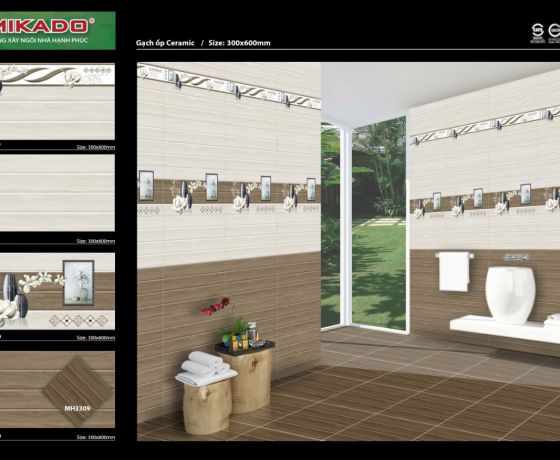 MIKADO®
NG XÂY NGÔI NHÀ HẠNH PHÚC
Gạch ốp Ceramic / Size: 300x600mm
Size: 300x600mm
Size: 300x600mm
Size: 300x600mm
MH3309
Size: 300x600mm